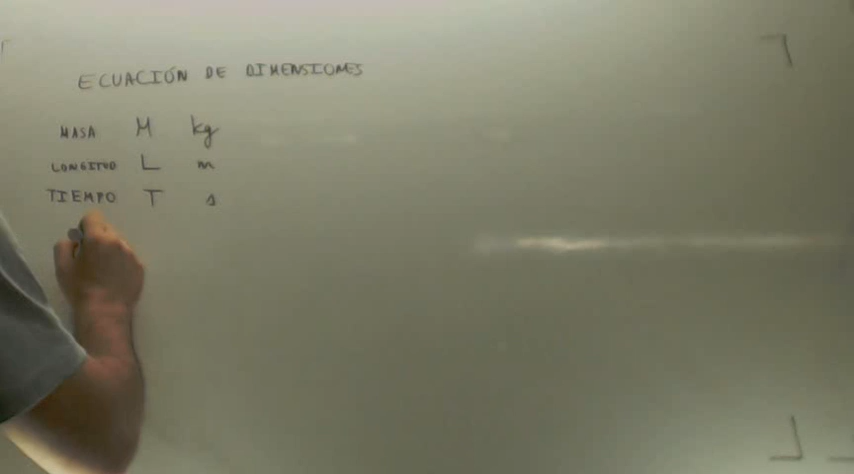 ECUACIÓN DE DIMENSIONES
MASA M kg
LONGITUD L m
TIEMPO T s